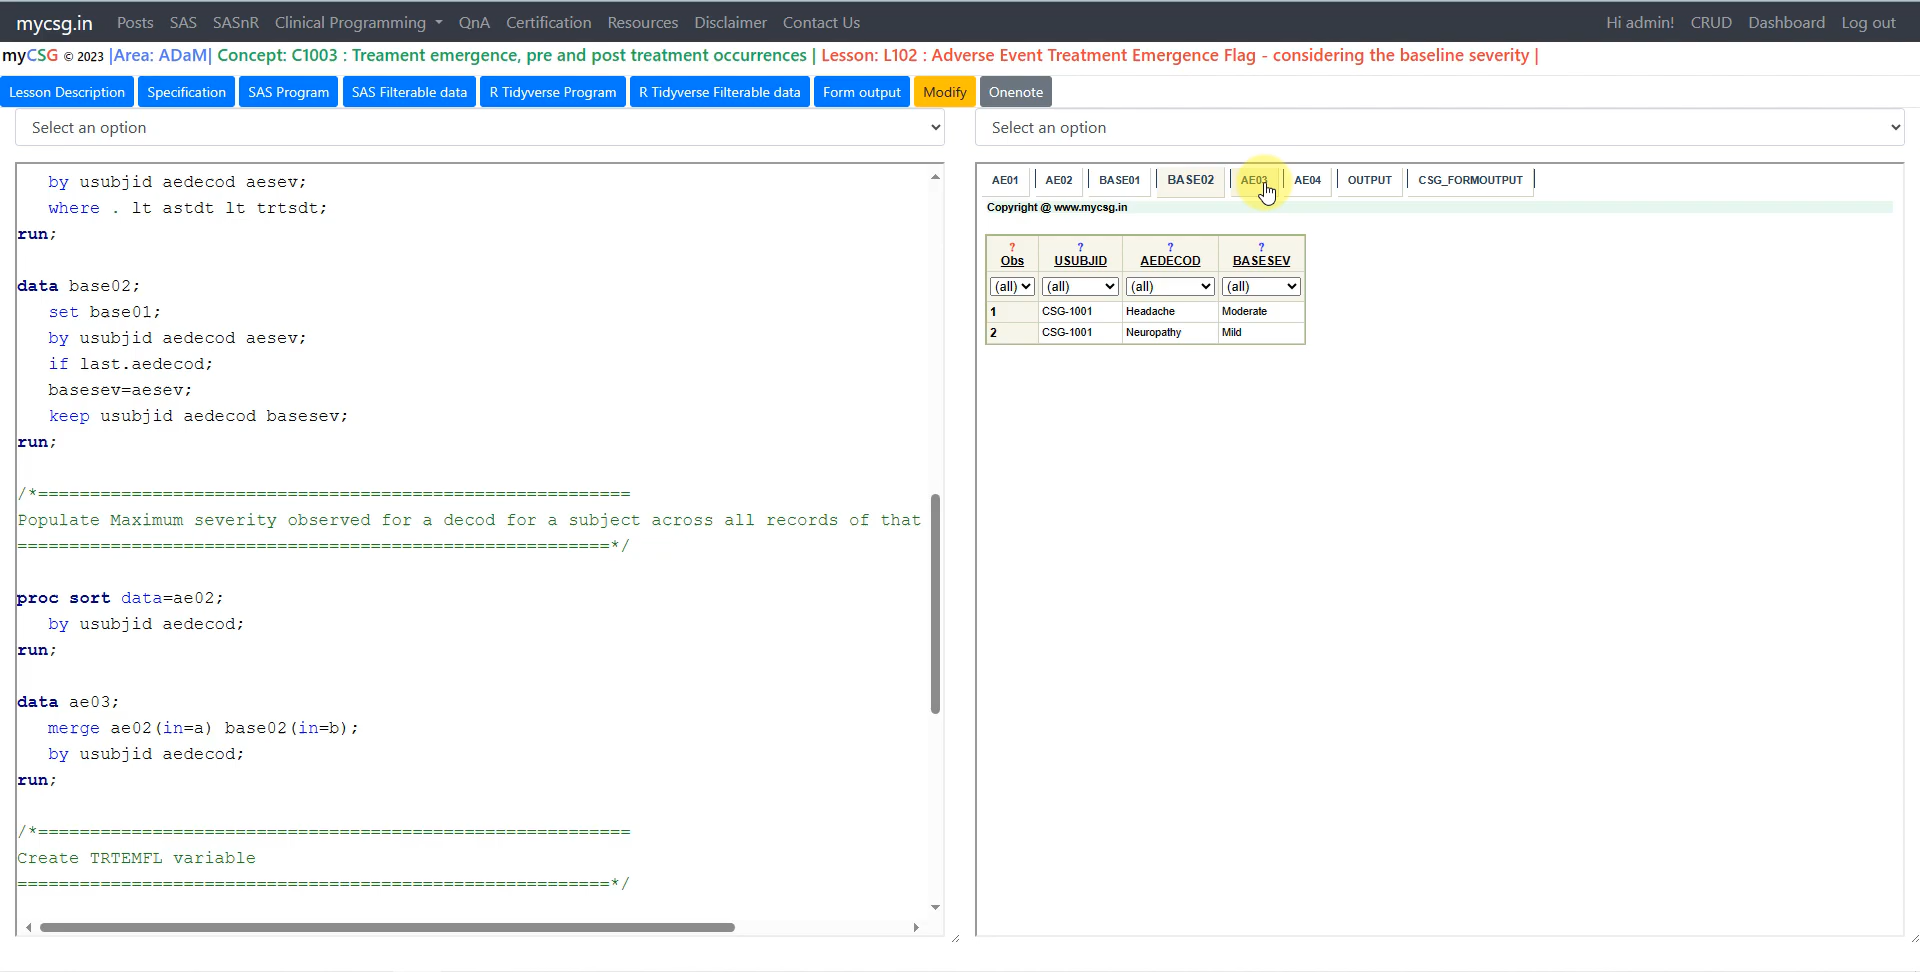 mycsg.in Posts SAS SASnR Clinical Programming QnA Certification Resources Disclaimer Contact Us Hi admin! CRUD Dashboard Log out
myCSG © 2023 |Area: ADaM| Concept: C1003 : Treament emergence, pre and post treatment occurrences | Lesson: L102 : Adverse Event Treatment Emergence Flag - considering the baseline severity |
Lesson Description Specification SAS Program SAS Filterable data R Tidyverse Program R Tidyverse Filterable data Form output Modify Onenote
Select an option
by usubjid aedecod aesev;
where . lt astdt lt trtsdt;
run;
data base02;
set base01;
by usubjid aedecod aesev;
if last.aedecod;
basesev=aesev;
keep usubjid aedecod basesev;
run;
/*=========================================================
Populate Maximum severity observed for a decod for a subject across all records of that
=========================================================*/
proc sort data=ae02;
by usubjid aedecod;
run;
data ae03;
merge ae02(in=a) base02(in=b);
by usubjid aedecod;
run;
/*=========================================================
Create TRTEMFL variable
=========================================================*/
Select an option
AE01 AE02 BASE01 BASE02 AE03 AE04 OUTPUT CSG_FORMOUTPUT
Copyright @ www.mycsg.in
? ? ? ?
Obs USUBJID AEDECOD BASESEV
(all) (all) (all) (all)
1 CSG-1001 Headache Moderate
2 CSG-1001 Neuropathy Mild